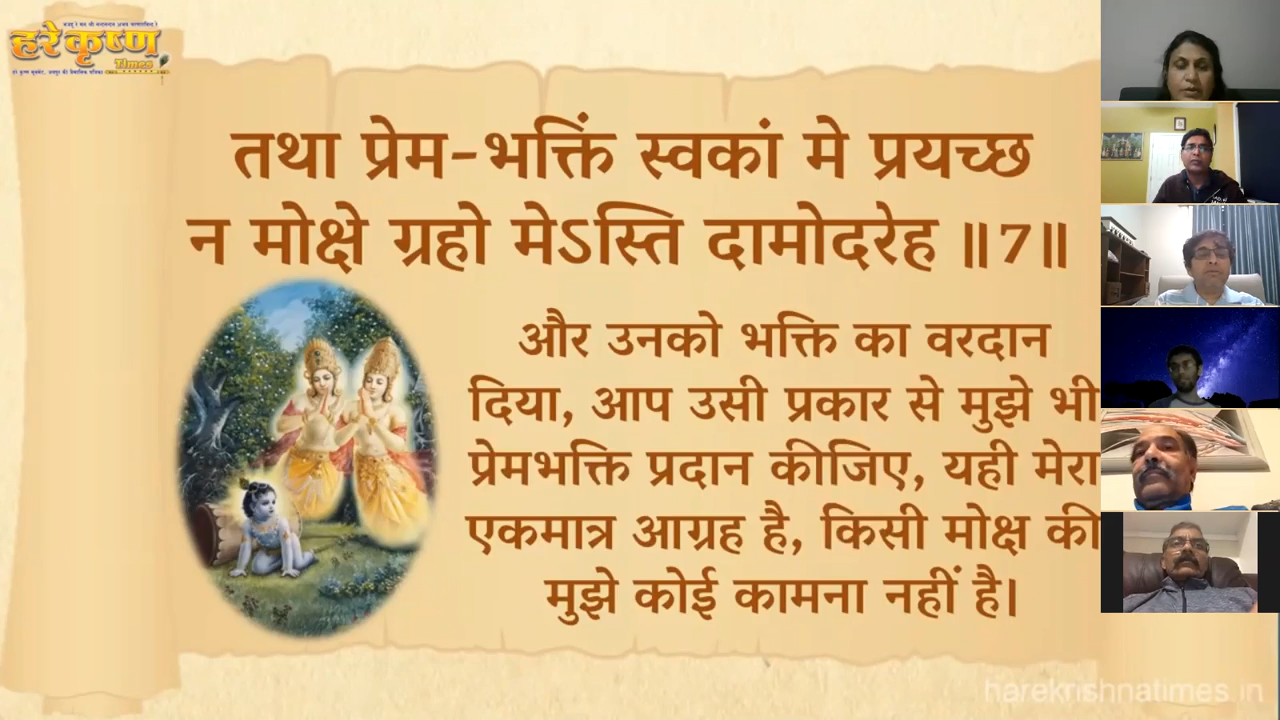 हरे कृष्ण
Times
तथा प्रेम-भक्तिं स्वकां मे प्रयच्छ
न मोक्षे ग्रहो मेऽस्ति दामोदरेह ॥7॥
और उनको भक्ति का वरदान
दिया, आप उसी प्रकार से मुझे भी
प्रेमभक्ति प्रदान कीजिए, यही मेरा
एकमात्र आग्रह है, किसी मोक्ष की
मुझे कोई कामना नहीं है।
harekrishnatimes.in